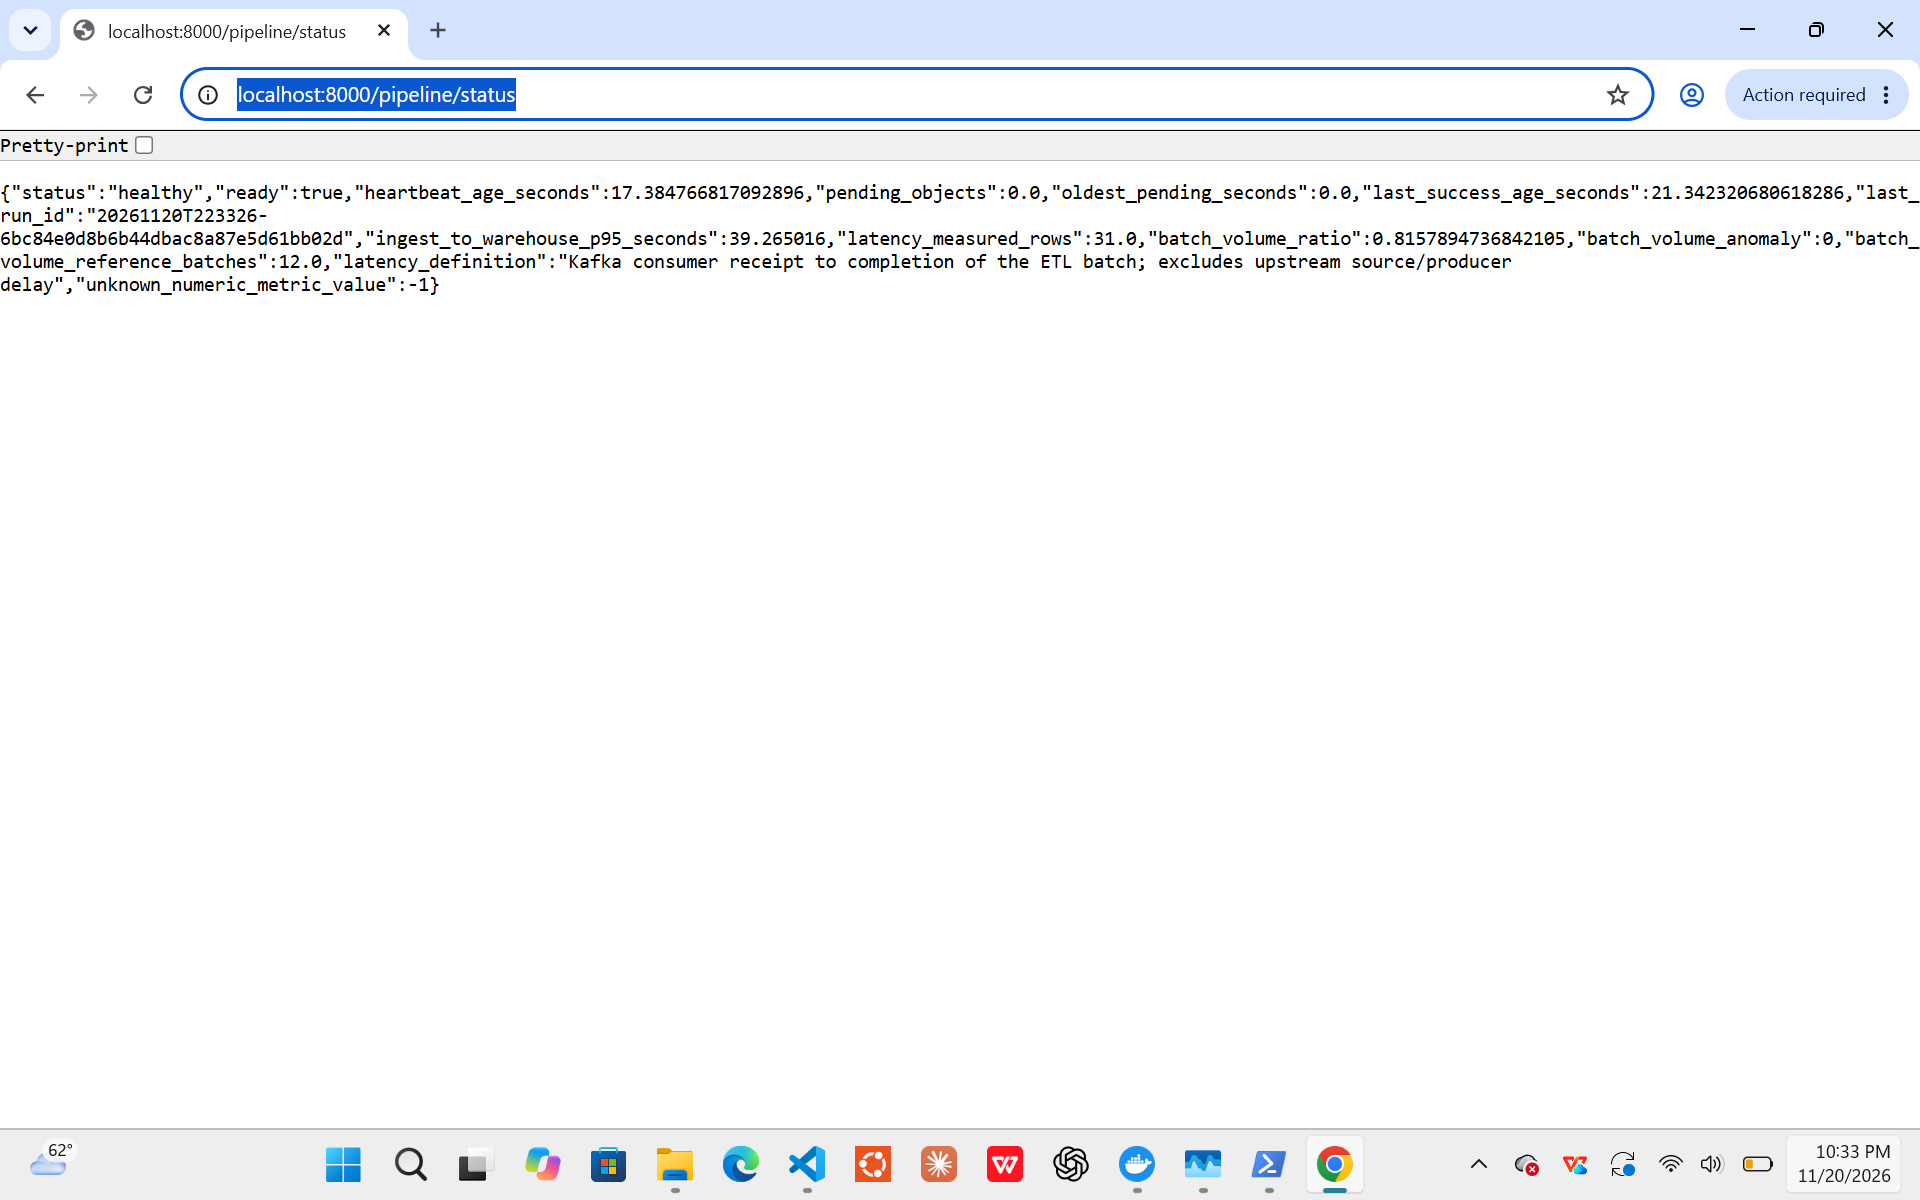 localhost:8000/pipeline/status
localhost:8000/pipeline/status
Action required
Pretty-print
{"status":"healthy","ready":true,"heartbeat_age_seconds":17.384766817092896,"pending_objects":0.0,"oldest_pending_seconds":0.0,"last_success_age_seconds":21.342320680618286,"last_
run_id":"20261120T223326-
6bc84e0d8b6b44dbac8a87e5d61bb02d","ingest_to_warehouse_p95_seconds":39.265016,"latency_measured_rows":31.0,"batch_volume_ratio":0.8157894736842105,"batch_volume_anomaly":0,"batch_
volume_reference_batches":12.0,"latency_definition":"Kafka consumer receipt to completion of the ETL batch; excludes upstream source/producer
delay","unknown_numeric_metric_value":-1}
62°
10:33 PM
11/20/2026